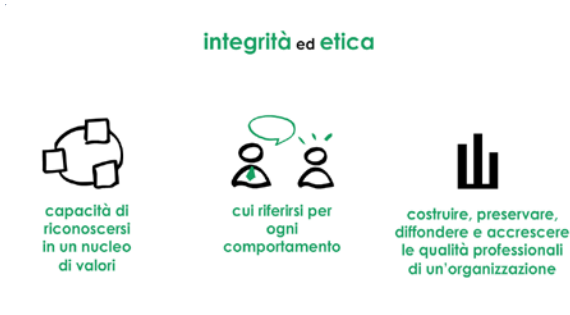 integrità ed etica
capacità di
riconoscersi
in un nucleo
di valori
cui riferirsi per
ogni
comportamento
costruire, preservare,
diffondere e accrescere
le qualità professionali
di un'organizzazione